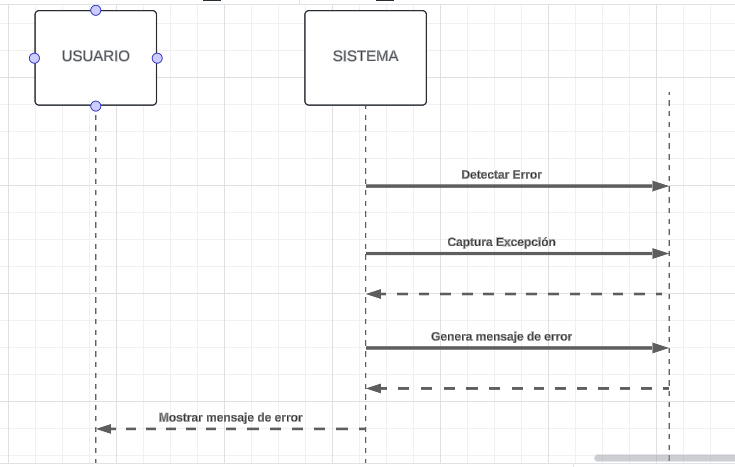 USUARIO
SISTEMA
Detectar Error
Captura Excepción
Genera mensaje de error
Mostrar mensaje de error